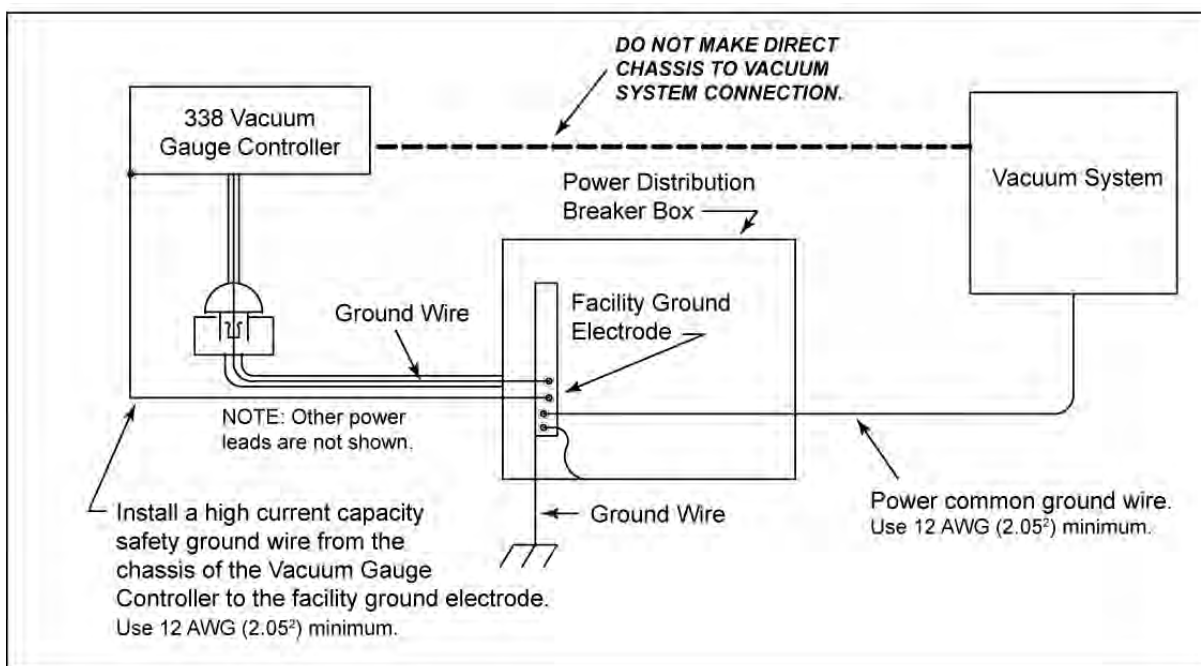 DO NOT MAKE DIRECT
CHASSIS TO VACUUM
SYSTEM CONNECTION.
338 Vacuum
Gauge Controller
Vacuum System
Power Distribution
Breaker Box
Facility Ground
Electrode
Ground Wire
NOTE: Other power
leads are not shown.
Install a high current capacity
safety ground wire from the
chassis of the Vacuum Gauge
Controller to the facility ground electrode.
Use 12 AWG (2.05²) minimum.
Ground Wire
Power common ground wire.
Use 12 AWG (2.05²) minimum.